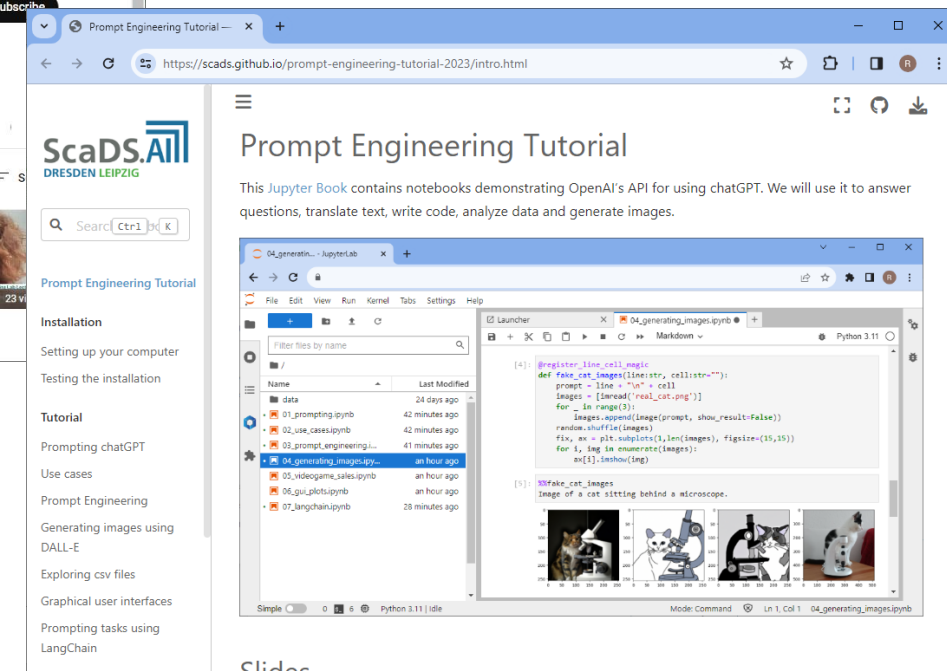 ubscribe
Prompt Engineering Tutorial —
https://scads.github.io/prompt-engineering-tutorial-2023/intro.html
R
S
23 vi
ScaDS.AI
DRESDEN LEIPZIG
Search
Ctrl
K
Prompt Engineering Tutorial
Installation
Setting up your computer
Testing the installation
Tutorial
Prompting chatGPT
Use cases
Prompt Engineering
Generating images using
DALL-E
Exploring csv files
Graphical user interfaces
Prompting tasks using
LangChain
Prompt Engineering Tutorial
This Jupyter Book contains notebooks demonstrating OpenAI's API for using chatGPT. We will use it to answer
questions, translate text, write code, analyze data and generate images.
04_generatin... - JupyterLab
R
File Edit View Run Kernel Tabs Settings Help
Filter files by name
/
Name Last Modified
data 24 days ago
01_prompting.ipynb 42 minutes ago
02_use_cases.ipynb 42 minutes ago
03_prompt_engineering.i... 41 minutes ago
04_generating_images.ipy... an hour ago
05_videogame_sales.ipynb an hour ago
06_gui_plots.ipynb an hour ago
07_langchain.ipynb 28 minutes ago
Launcher
04_generating_images.ipynb
Markdown
Python 3.11
[4]: @register_line_cell_magic
def fake_cat_images(line:str, cell:str=""):
prompt = line + "\n" + cell
images = [imread('real_cat.png')]
for _ in range(3):
images.append(image(prompt, show_result=False))
random.shuffle(images)
fix, ax = plt.subplots(1,len(images), figsize=(15,15))
for i, img in enumerate(images):
ax[i].imshow(img)
[5]: %%fake_cat_images
Image of a cat sitting behind a microscope.
Simple 0 6 Python 3.11 | Idle
Mode: Command Ln 1, Col 1 04_generating_images.ipynb
Slides